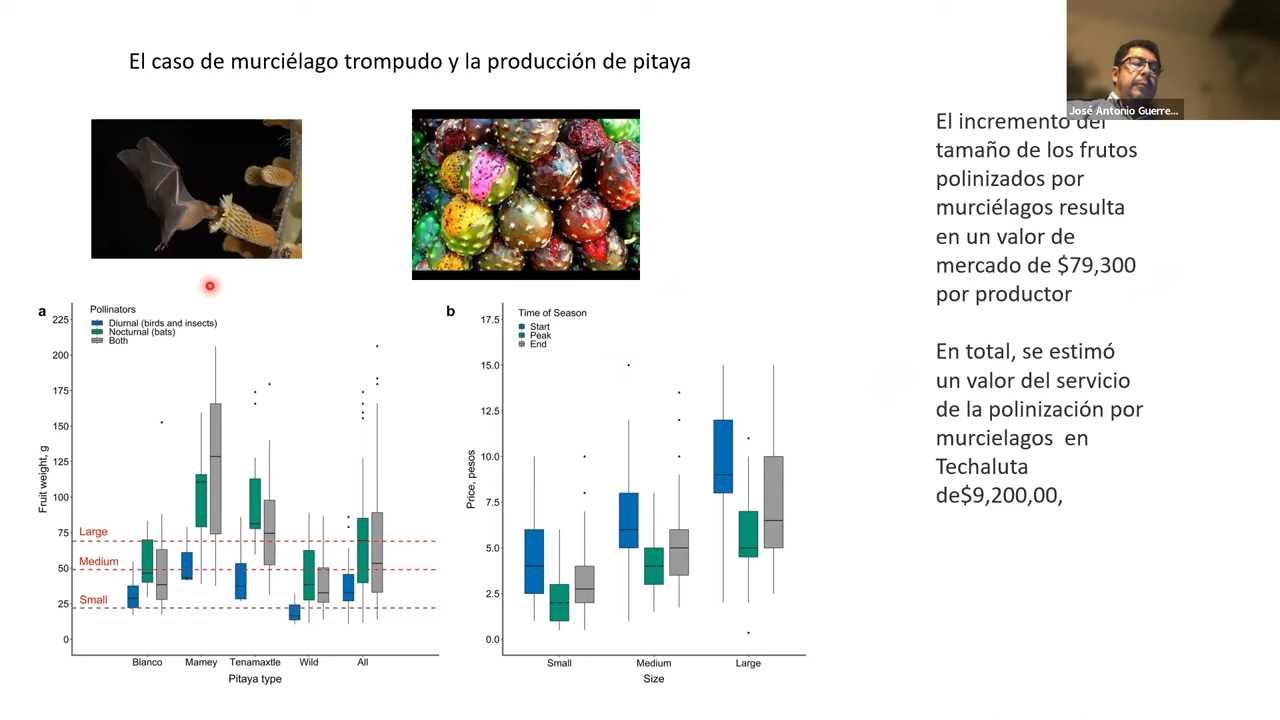 El caso de murciélago trompudo y la producción de pitaya
José Antonio Guerre...
El incremento del
tamaño de los frutos
polinizados por
murciélagos resulta
en un valor de
mercado de $79,300
por productor
En total, se estimó
un valor del servicio
de la polinización por
murcielagos en
Techaluta
de$9,200,00,
a
Pollinators
Diurnal (birds and insects)
Nocturnal (bats)
Both
225
200
175
150
125
100
75
50
25
0
Fruit weight, g
Large
Medium
Small
Blanco Mamey Tenamaxtle Wild All
Pitaya type
b
Time of Season
Start
Peak
End
17.5
15.0
12.5
10.0
7.5
5.0
2.5
0.0
Price, pesos
Small Medium Large
Size